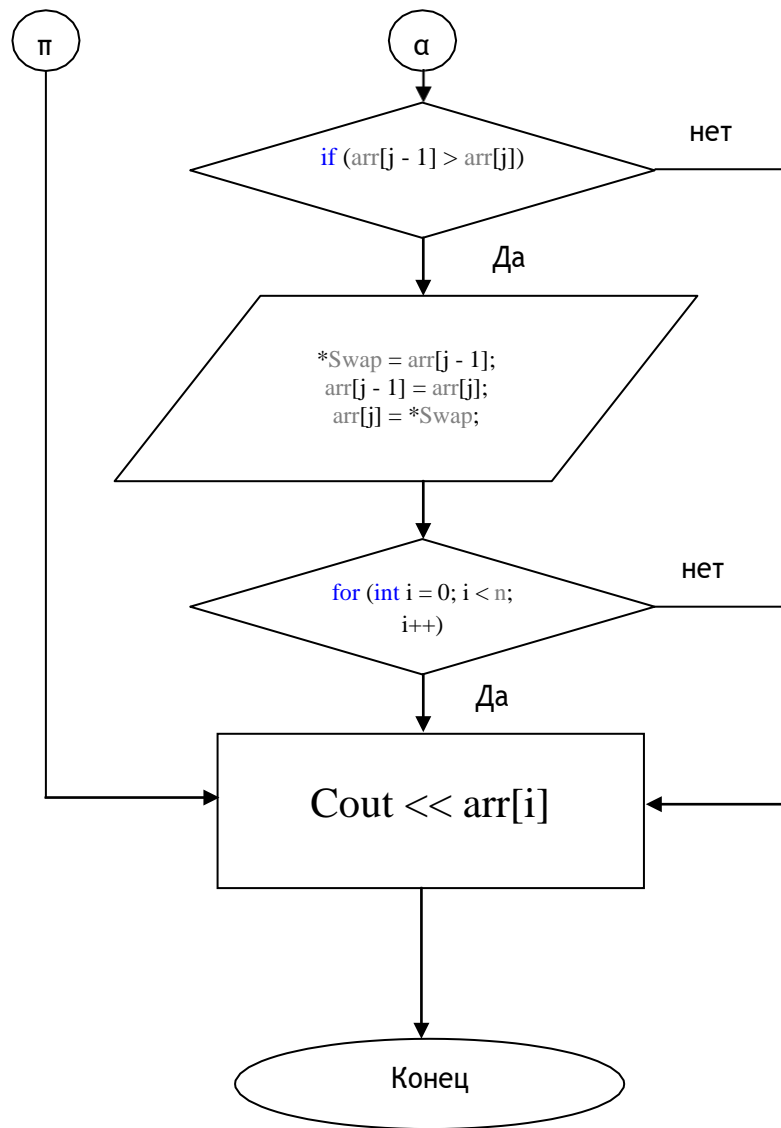 π
α
нет
if (arr[j - 1] > arr[j])
Да
*Swap = arr[j - 1];
arr[j - 1] = arr[j];
arr[j] = *Swap;
нет
for (int i = 0; i < n;
i++)
Да
Cout << arr[i]
Конец